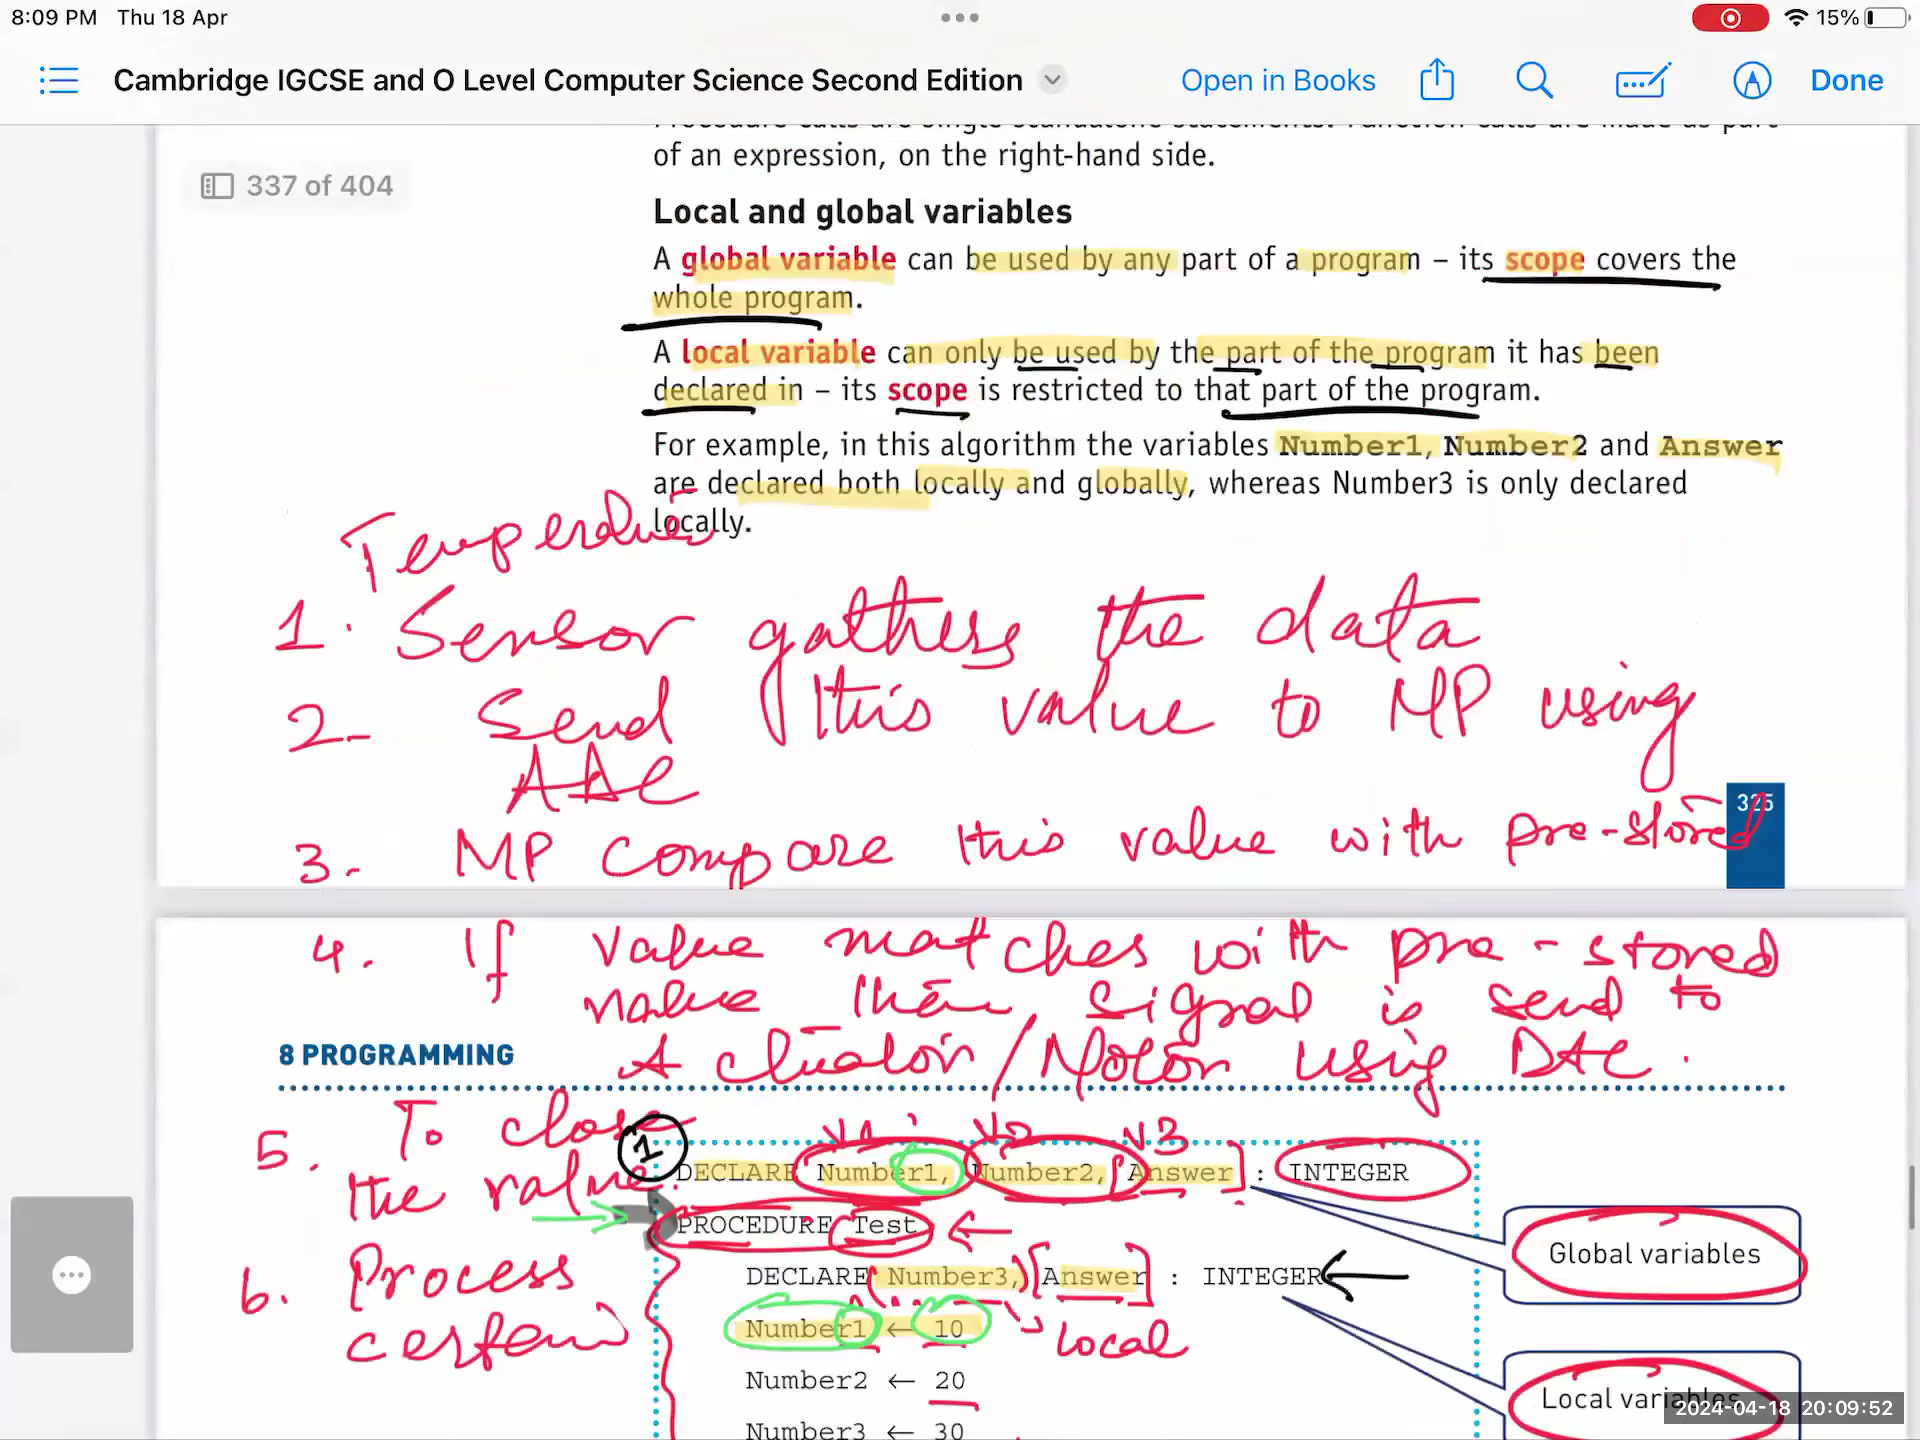 8:09 PM Thu 18 Apr
15%
Cambridge IGCSE and O Level Computer Science Second Edition
Open in Books
Done
of an expression, on the right-hand side.
337 of 404
Local and global variables
A global variable can be used by any part of a program – its scope covers the
whole program.
A local variable can only be used by the part of the program it has been
declared in – its scope is restricted to that part of the program.
For example, in this algorithm the variables Number1, Number2 and Answer
are declared both locally and globally, whereas Number3 is only declared
locally.
1. Sensor gathers the data
2- Send this value to MP using
ADC
325
3. MP compare this value with pre-stored
4. If value matches with pre-stored
value then signal is send to
8 PROGRAMMING
Actuator/Motor using DAC.
5. To close
the value.
1
V1 V2 V3
DECLARE Number1, Number2, Answer : INTEGER
PROCEDURE Test
Global variables
6. Process
DECLARE Number3, Answer : INTEGER
Number1 ← 10
local
Number2 ← 20
Local variables
2024-04-18 20:09:52
Number3 ← 30